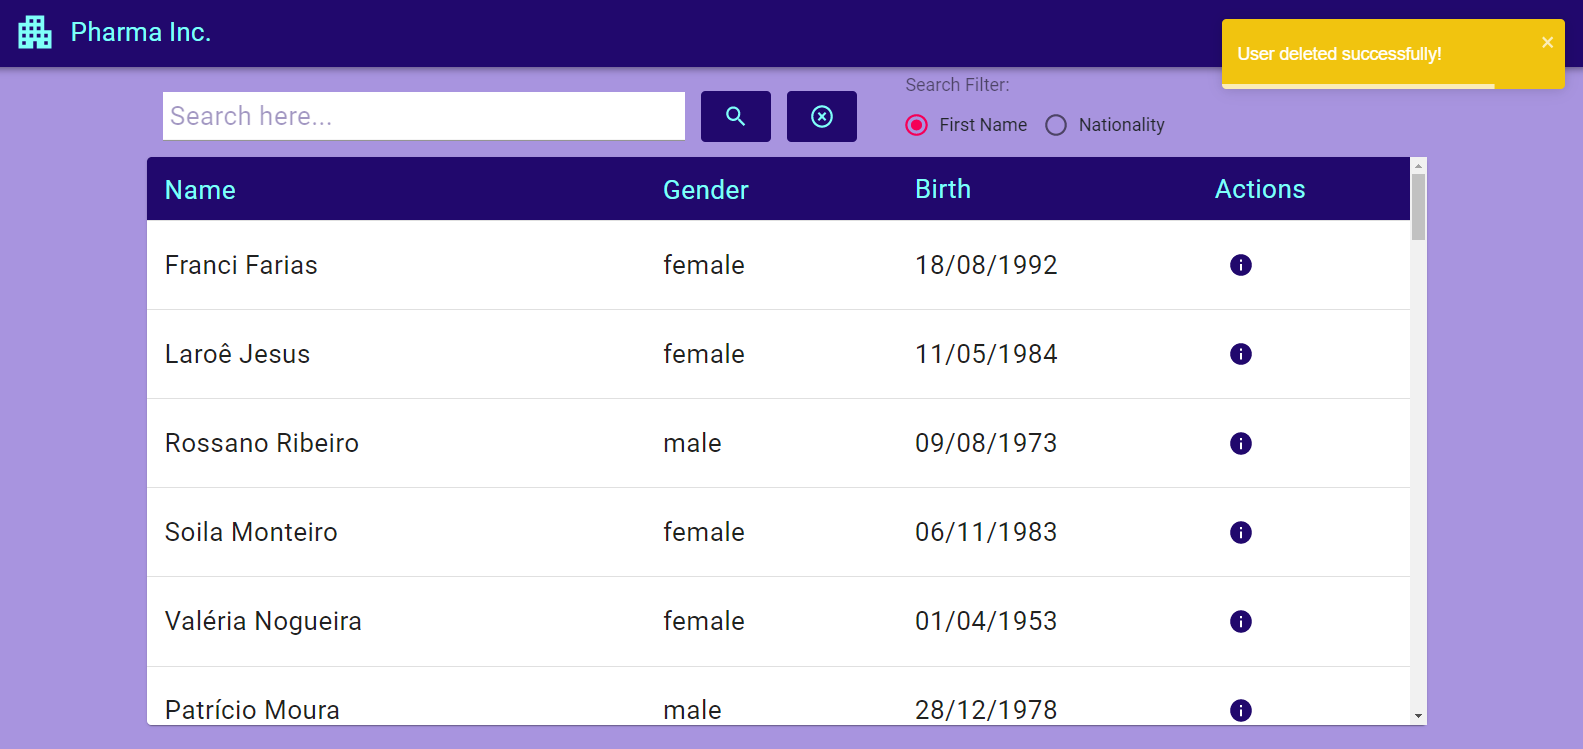 Pharma Inc.
User deleted successfully!
Search Filter:
Search here...
First Name Nationality
Name Gender Birth Actions
Franci Farias female 18/08/1992
Laroê Jesus female 11/05/1984
Rossano Ribeiro male 09/08/1973
Soila Monteiro female 06/11/1983
Valéria Nogueira female 01/04/1953
Patrício Moura male 28/12/1978